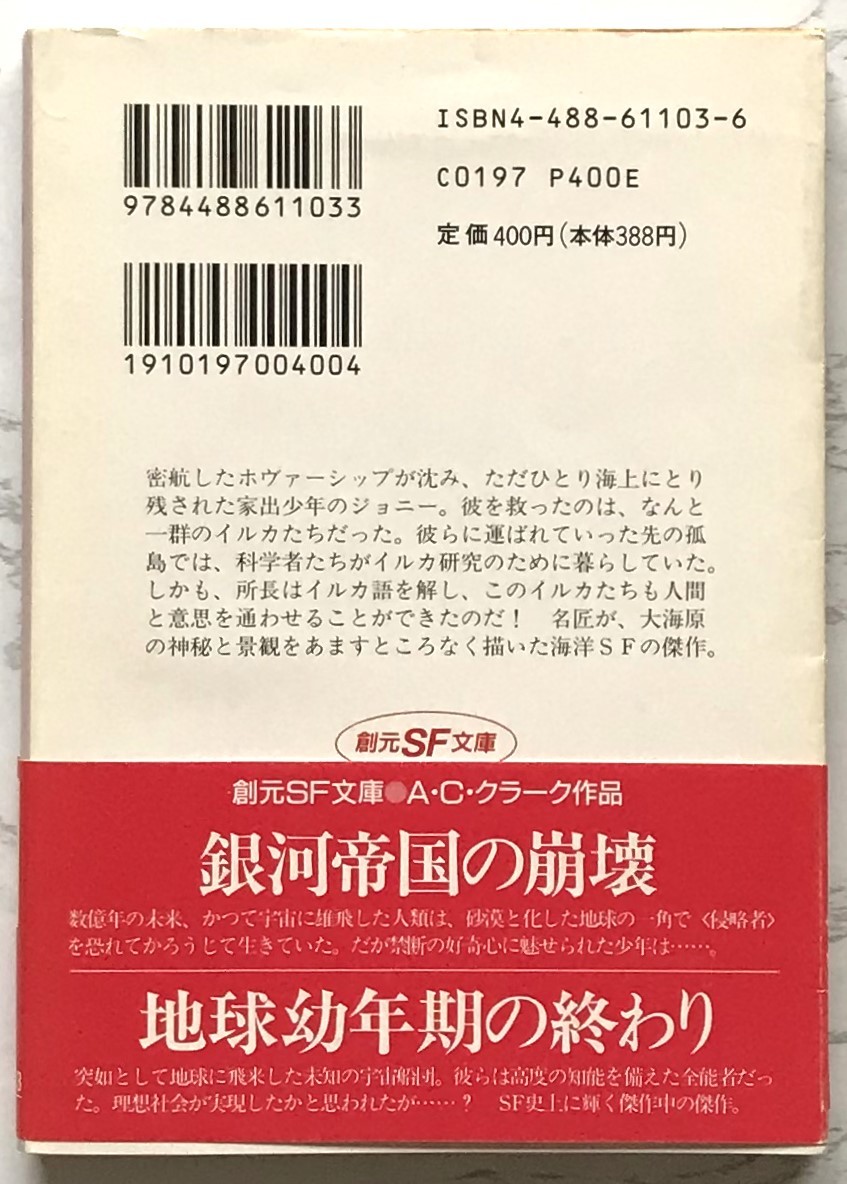 9784488611033
1910197004004
ISBN4-488-61103-6
C0197 P400E
定価400円(本体388円)
密航したホヴァーシップが沈み、ただひとり海上にとり
残された家出少年のジョニー。彼を救ったのは、なんと
一群のイルカたちだった。彼らに運ばれていった先の孤
島では、科学者たちがイルカ研究のために暮らしていた。
しかも、所長はイルカ語を解し、このイルカたちも人間
と意思を通わせることができたのだ！　名匠が、大海原
の神秘と景観をあますところなく描いた海洋ＳＦの傑作。
創元SF文庫
創元SF文庫●A・C・クラーク作品
銀河帝国の崩壊
数億年の未来、かつて宇宙に雄飛した人類は、砂漠と化した地球の一角で〈侵略者〉
を恐れてかろうじて生きていた。だが禁断の好奇心に魅せられた少年は……。
地球幼年期の終わり
突如として地球に飛来した未知の宇宙船団。彼らは高度の知能を備えた全能者だっ
た。理想社会が実現したかと思われたが……？　SF史上に輝く傑作中の傑作。